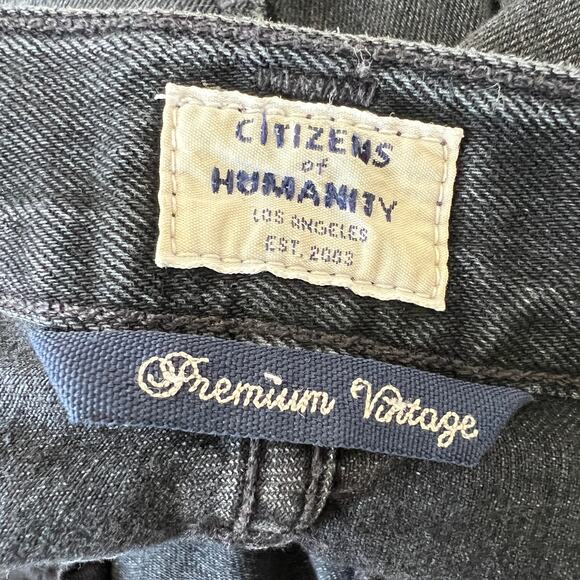 CITIZENS
of
HUMANITY
LOS ANGELES
EST. 2003
Premium Vintage